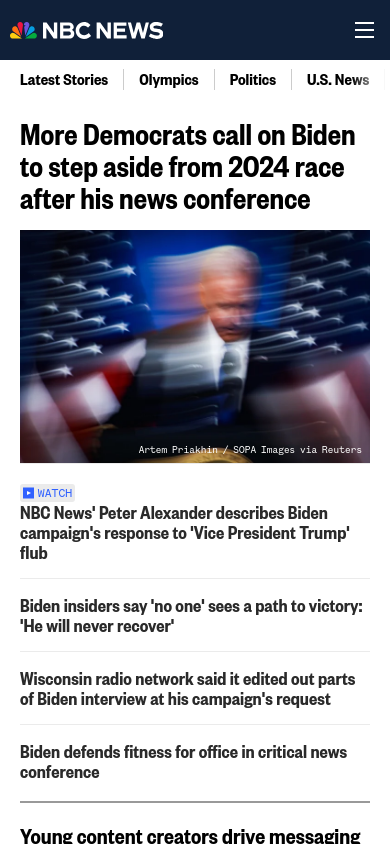 NBC NEWS
Latest Stories
Olympics
Politics
U.S. News
More Democrats call on Biden
to step aside from 2024 race
after his news conference
Artem Priakhin / SOPA Images via Reuters
WATCH
NBC News' Peter Alexander describes Biden
campaign's response to 'Vice President Trump'
flub
Biden insiders say 'no one' sees a path to victory:
'He will never recover'
Wisconsin radio network said it edited out parts
of Biden interview at his campaign's request
Biden defends fitness for office in critical news
conference
Young content creators drive messaging